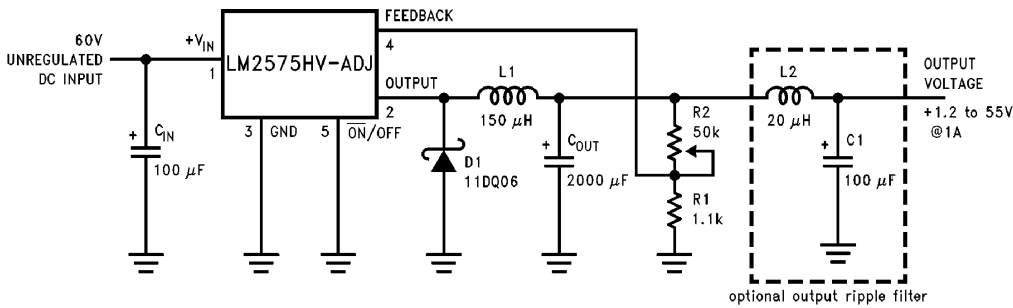 FEEDBACK
60V
UNREGULATED
DC INPUT
+VIN
1
LM2575HV-ADJ
4
OUTPUT
2
3 GND
5 ON/OFF
+
CIN
100 μF
D1
11DQ06
L1
150 μH
+
COUT
2000 μF
R2
50k
R1
1.1k
L2
20 μH
+
C1
100 μF
OUTPUT
VOLTAGE
+1.2 to 55V
@1A
optional output ripple filter